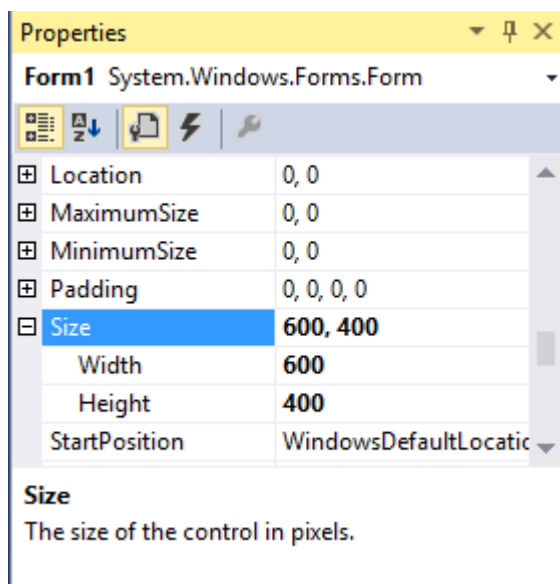 Properties
Form1 System.Windows.Forms.Form
Location 0, 0
MaximumSize 0, 0
MinimumSize 0, 0
Padding 0, 0, 0, 0
Size 600, 400
Width 600
Height 400
StartPosition WindowsDefaultLocatic
Size
The size of the control in pixels.